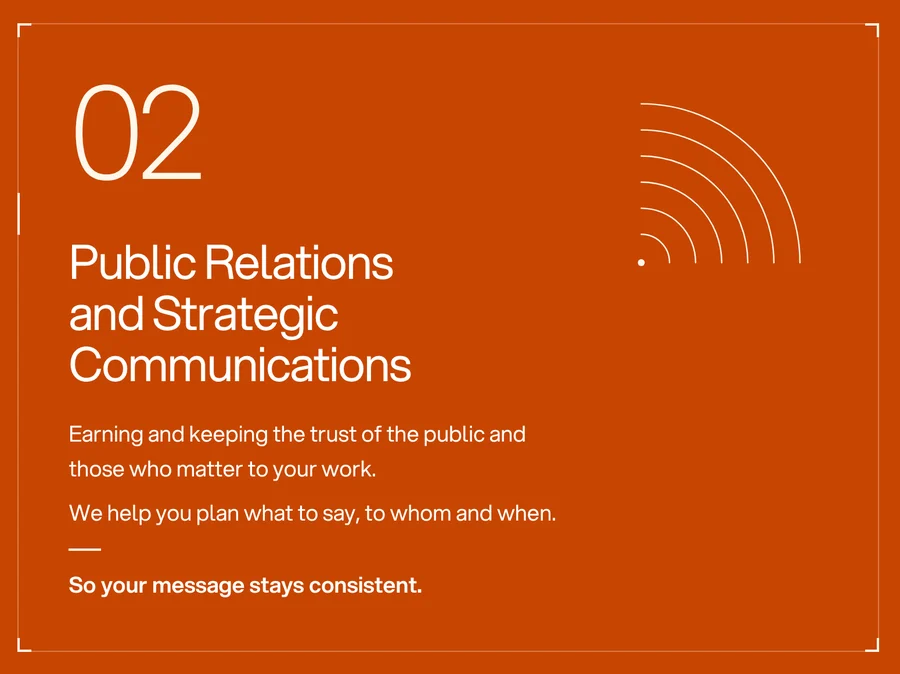 02
Public Relations
and Strategic
Communications
Earning and keeping the trust of the public and
those who matter to your work.
We help you plan what to say, to whom and when.
So your message stays consistent.